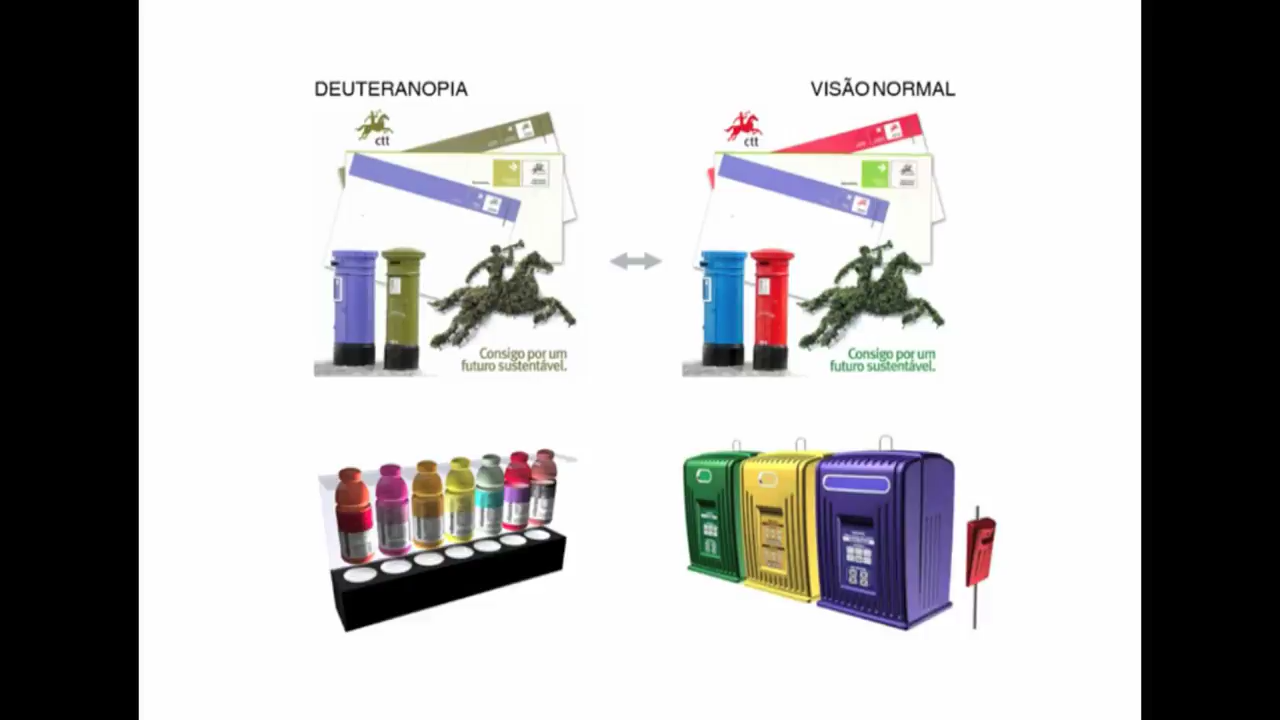 DEUTERANOPIA
VISÃO NORMAL
ctt
ctt
Consigo por um
futuro sustentável.
Consigo por um
futuro sustentável.